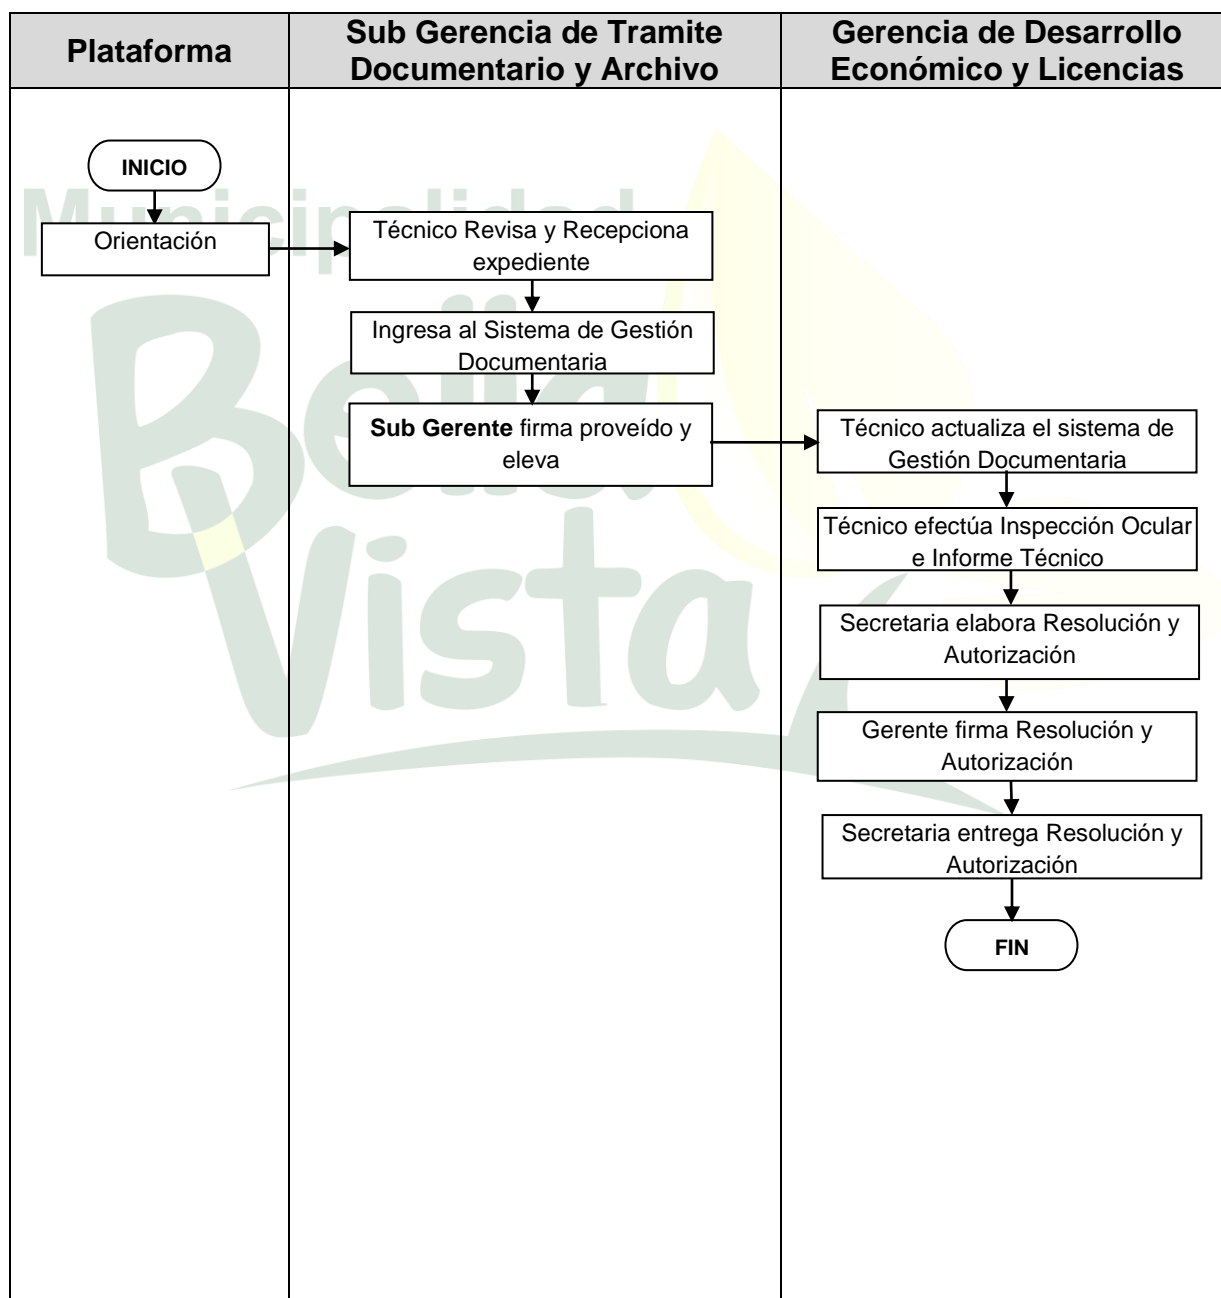 Plataforma
Sub Gerencia de Tramite
Documentario y Archivo
Gerencia de Desarrollo
Económico y Licencias
Municipalidad
Bella
Vista
INICIO
Orientación
Técnico Revisa y Recepciona
expediente
Ingresa al Sistema de Gestión
Documentaria
Sub Gerente firma proveído y
eleva
Técnico actualiza el sistema de
Gestión Documentaria
Técnico efectúa Inspección Ocular
e Informe Técnico
Secretaria elabora Resolución y
Autorización
Gerente firma Resolución y
Autorización
Secretaria entrega Resolución y
Autorización
FIN